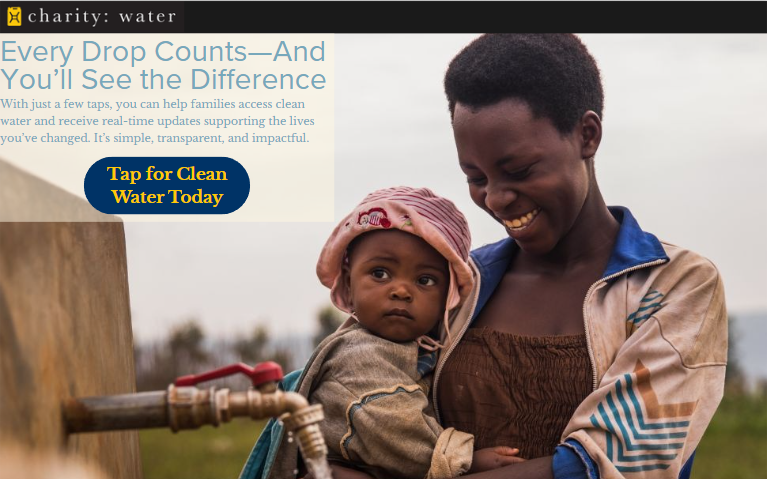 charity: water
Every Drop Counts—And
You'll See the Difference
With just a few taps, you can help families access clean
water and receive real-time updates supporting the lives
you've changed. It's simple, transparent, and impactful.
Tap for Clean
Water Today